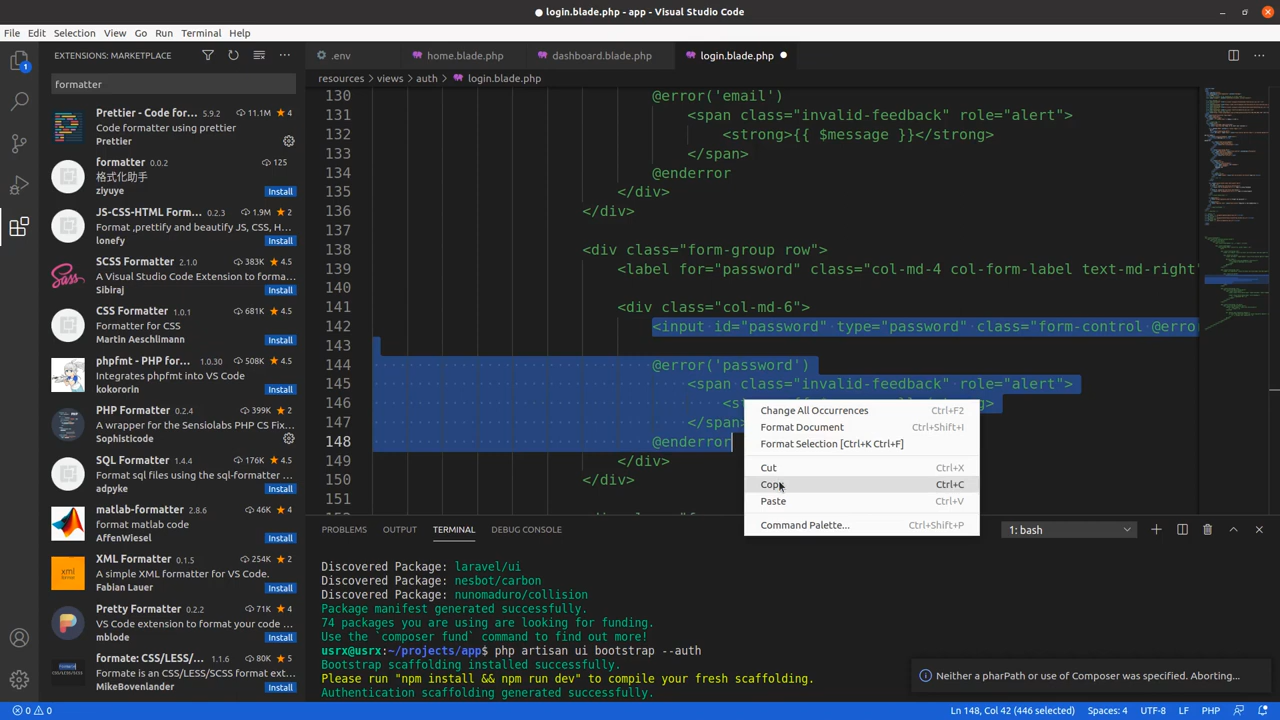 ● login.blade.php - app - Visual Studio Code
File Edit Selection View Go Run Terminal Help
EXTENSIONS: MARKETPLACE
formatter
Prettier - Code for... 5.9.2 11.1M ★ 4
Code formatter using prettier
Prettier
formatter 0.0.2 125
格式化助手
ziyuye Install
JS-CSS-HTML Form... 0.2.3 1.9M ★ 2
Format ,prettify and beautify JS, CSS, H...
lonefy Install
SCSS Formatter 2.1.0 383K ★ 4.5
A Visual Studio Code Extension to forma...
Sibiraj Install
CSS Formatter 1.0.1 681K ★ 4.5
Formatter for CSS
Martin Aeschlimann Install
phpfmt - PHP for... 1.0.30 508K ★ 4.5
Integrates phpfmt into VS Code
kokororin Install
PHP Formatter 0.2.4 399K ★ 2
A wrapper for the Sensiolabs PHP CS Fix...
Sophisticode
SQL Formatter 1.4.4 176K ★ 4.5
Format sql files using the sql-formatter ...
adpyke Install
matlab-formatter 2.8.6 46K ★ 4
format matlab code
AffenWiesel Install
XML Formatter 0.1.5 254K ★ 2
A simple XML formatter for VS Code.
Fabian Lauer Install
Pretty Formatter 0.2.2 71K ★ 4
VS Code extension to format your code ...
mblode Install
formate: CSS/LESS/... 1.1.6 80K ★ 5
Formate is an CSS/LESS/SCSS format ext...
MikeBovenlander Install
.env home.blade.php dashboard.blade.php login.blade.php ●
resources > views > auth > login.blade.php
130 @error('email')
131 <span class="invalid-feedback" role="alert">
132 <strong>{{ $message }}</strong>
133 </span>
134 @enderror
135 </div>
136 </div>
137
138 <div class="form-group row">
139 <label for="password" class="col-md-4 col-form-label text-md-right"
140
141 <div class="col-md-6">
142 <input id="password" type="password" class="form-control @erro
143
144 @error('password')
145 <span class="invalid-feedback" role="alert">
146 <st
147 </span
148 @enderror
149 </div>
150 </div>
151
Change All Occurrences Ctrl+F2
Format Document Ctrl+Shift+I
Format Selection [Ctrl+K Ctrl+F]
Cut Ctrl+X
Copy Ctrl+C
Paste Ctrl+V
Command Palette... Ctrl+Shift+P
PROBLEMS OUTPUT TERMINAL DEBUG CONSOLE 1: bash
Discovered Package: laravel/ui
Discovered Package: nesbot/carbon
Discovered Package: nunomaduro/collision
Package manifest generated successfully.
74 packages you are using are looking for funding.
Use the `composer fund` command to find out more!
usrx@usrx:~/projects/app$ php artisan ui bootstrap --auth
Bootstrap scaffolding installed successfully.
Please run "npm install && npm run dev" to compile your fresh scaffolding.
Authentication scaffolding generated successfully.
Neither a pharPath or use of Composer was specified. Aborting...
0 0 Ln 148, Col 42 (446 selected) Spaces: 4 UTF-8 LF PHP